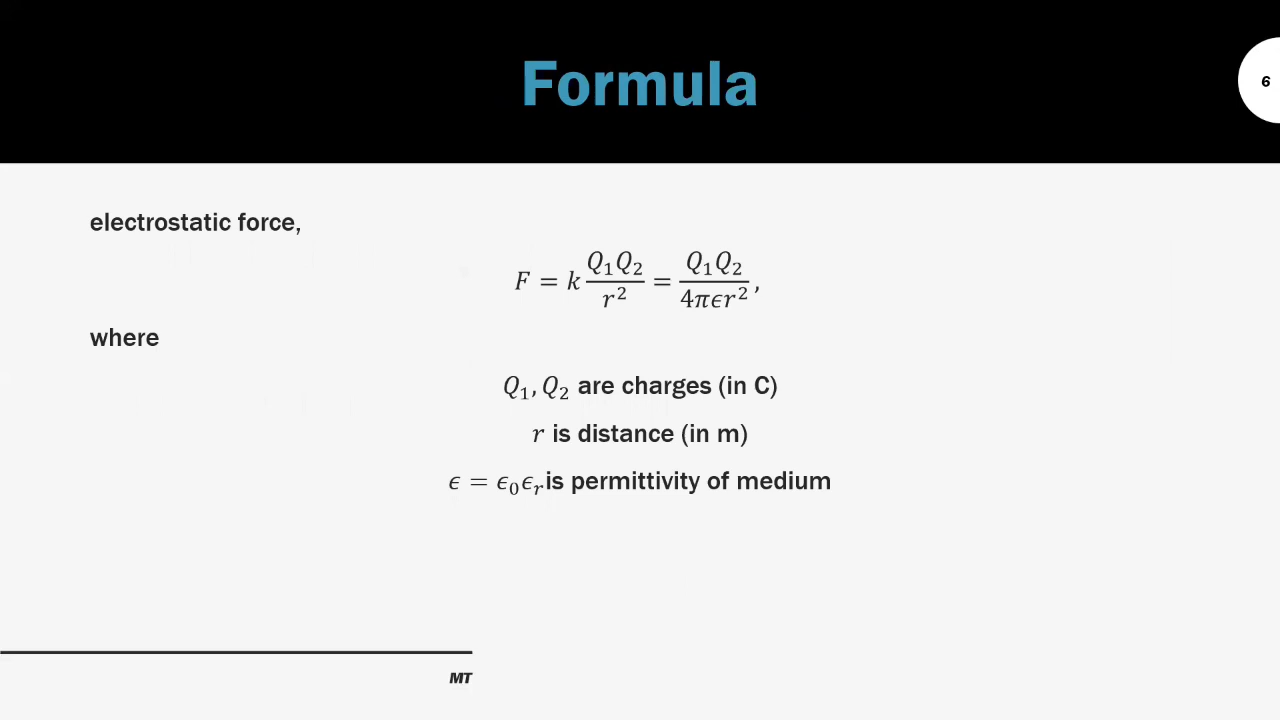 Formula
6
electrostatic force,
F = k Q₁Q₂/r² = Q₁Q₂/4πϵr²,
where
Q₁, Q₂ are charges (in C)
r is distance (in m)
ϵ = ϵ₀ϵᵣ is permittivity of medium
MT